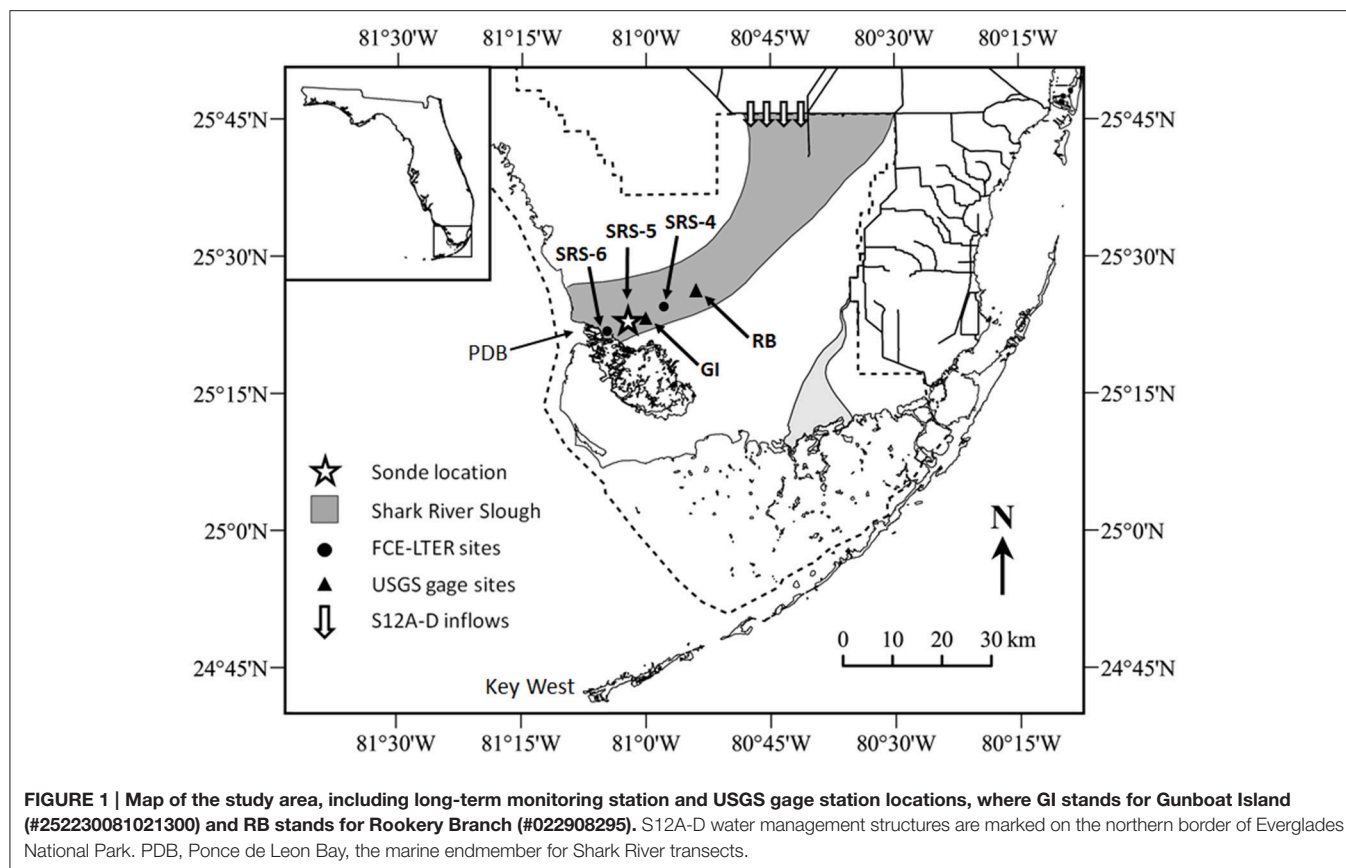 81°30'W 81°15'W 81°0'W 80°45'W 80°30'W 80°15'W
25°45'N 25°45'N
SRS-4
SRS-5
SRS-6
25°30'N 25°30'N
PDB
RB
GI
25°15'N 25°15'N
Sonde location
Shark River Slough
25°0'N 25°0'N
N
FCE-LTER sites
USGS gage sites
S12A-D inflows
0 10 20 30 km
24°45'N 24°45'N
Key West
81°30'W 81°15'W 81°0'W 80°45'W 80°30'W 80°15'W
FIGURE 1 | Map of the study area, including long-term monitoring station and USGS gage station locations, where GI stands for Gunboat Island
(#252230081021300) and RB stands for Rookery Branch (#022908295). S12A-D water management structures are marked on the northern border of Everglades
National Park. PDB, Ponce de Leon Bay, the marine endmember for Shark River transects.